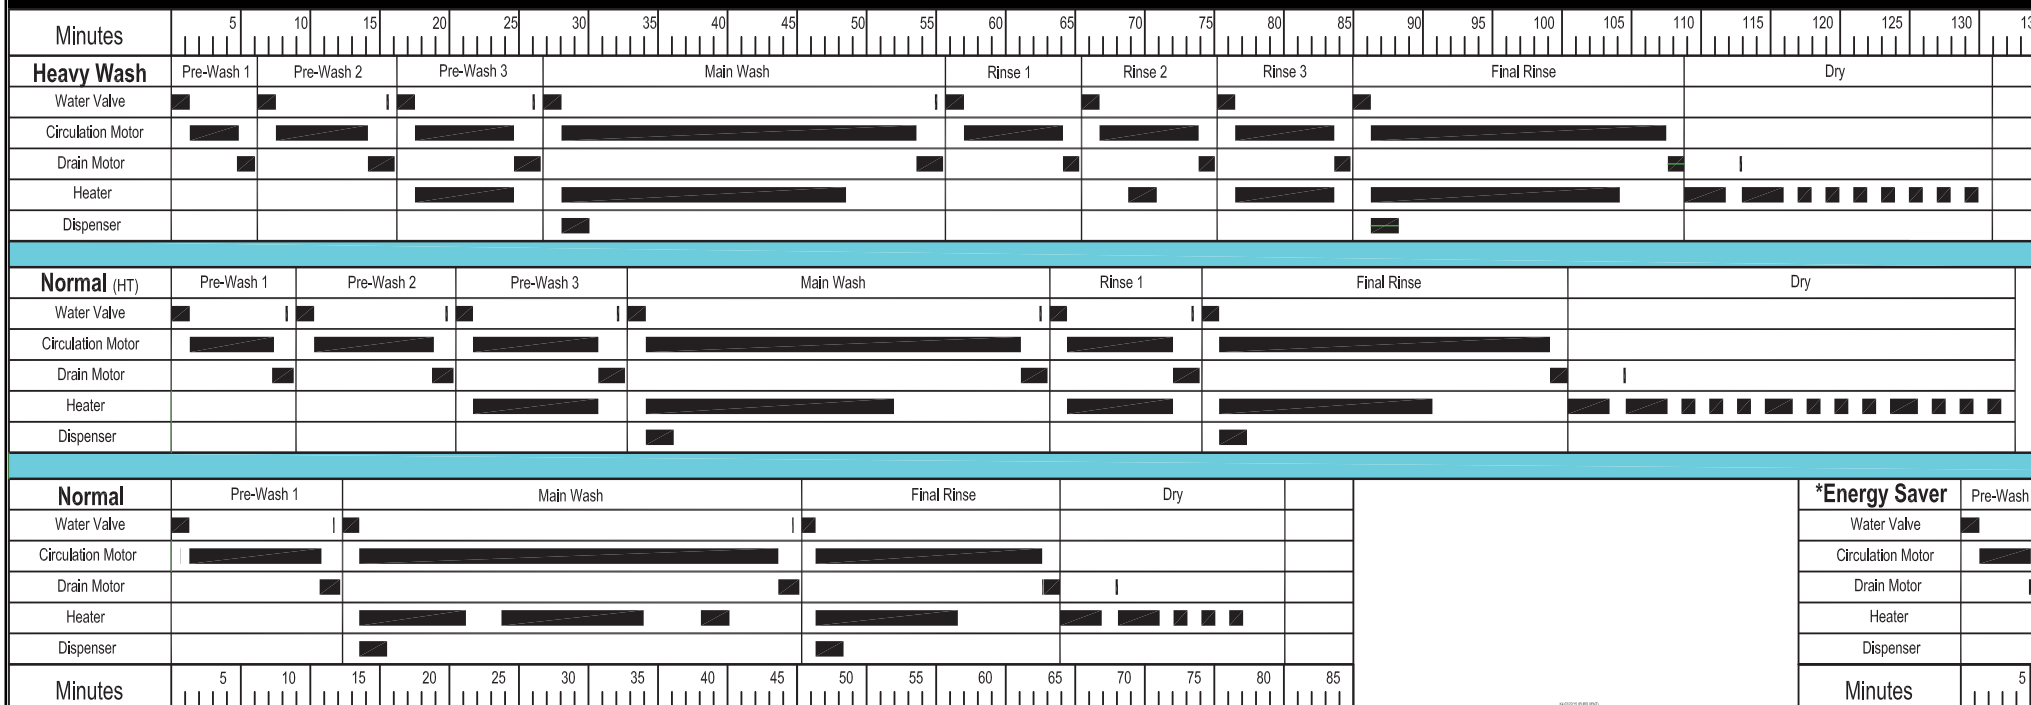 Minutes 5 10 15 20 25 30 35 40 45 50 55 60 65 70 75 80 85 90 95 100 105 110 115 120 125 130
Heavy Wash Pre-Wash 1 Pre-Wash 2 Pre-Wash 3 Main Wash Rinse 1 Rinse 2 Rinse 3 Final Rinse Dry
Water Valve
Circulation Motor
Drain Motor
Heater
Dispenser
Normal (HT) Pre-Wash 1 Pre-Wash 2 Pre-Wash 3 Main Wash Rinse 1 Final Rinse Dry
Water Valve
Circulation Motor
Drain Motor
Heater
Dispenser
Normal Pre-Wash 1 Main Wash Final Rinse Dry *Energy Saver Pre-Wash
Water Valve Water Valve
Circulation Motor Circulation Motor
Drain Motor Drain Motor
Heater Heater
Dispenser Dispenser
Minutes 5 10 15 20 25 30 35 40 45 50 55 60 65 70 75 80 85 Minutes 5